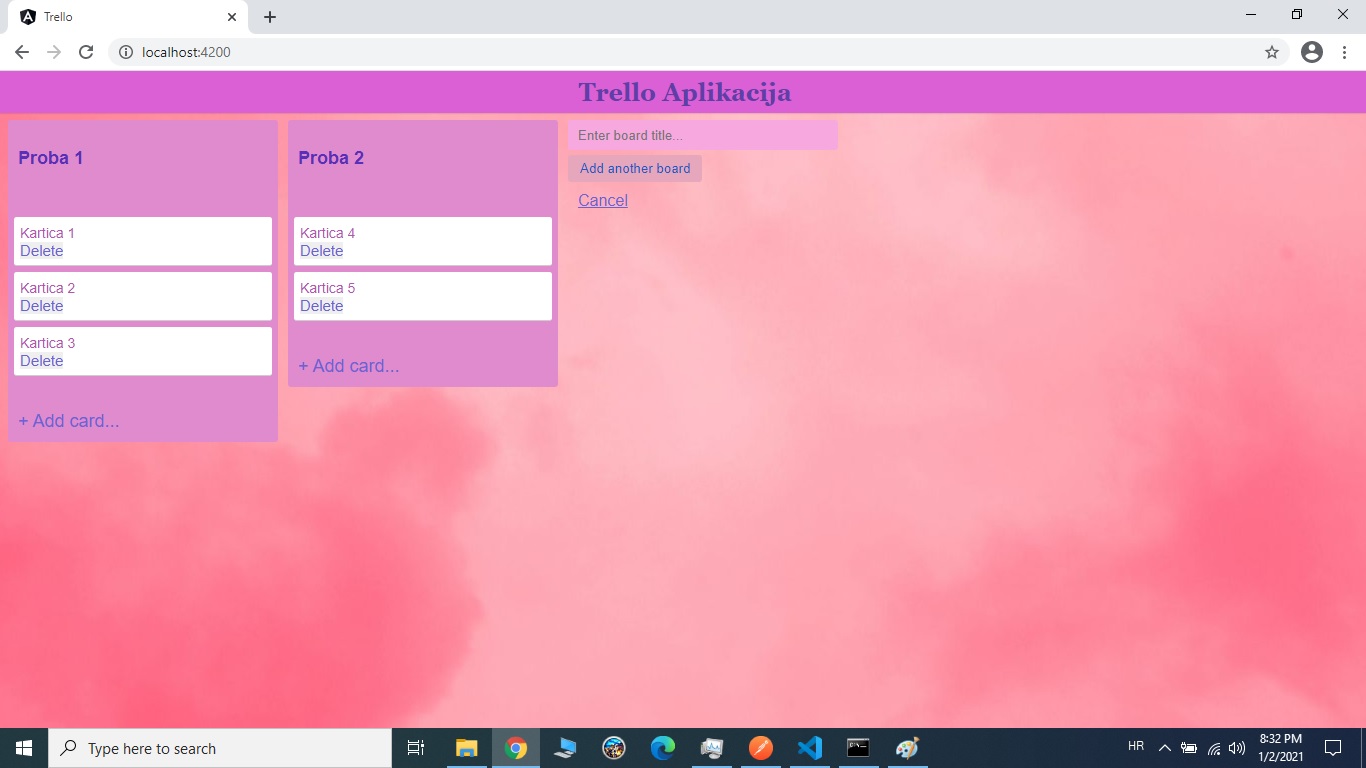 Trello
localhost:4200
Trello Aplikacija
Proba 1
Kartica 1
Delete
Kartica 2
Delete
Kartica 3
Delete
+ Add card...
Proba 2
Kartica 4
Delete
Kartica 5
Delete
+ Add card...
Enter board title...
Add another board
Cancel
Type here to search
HR
8:32 PM
1/2/2021